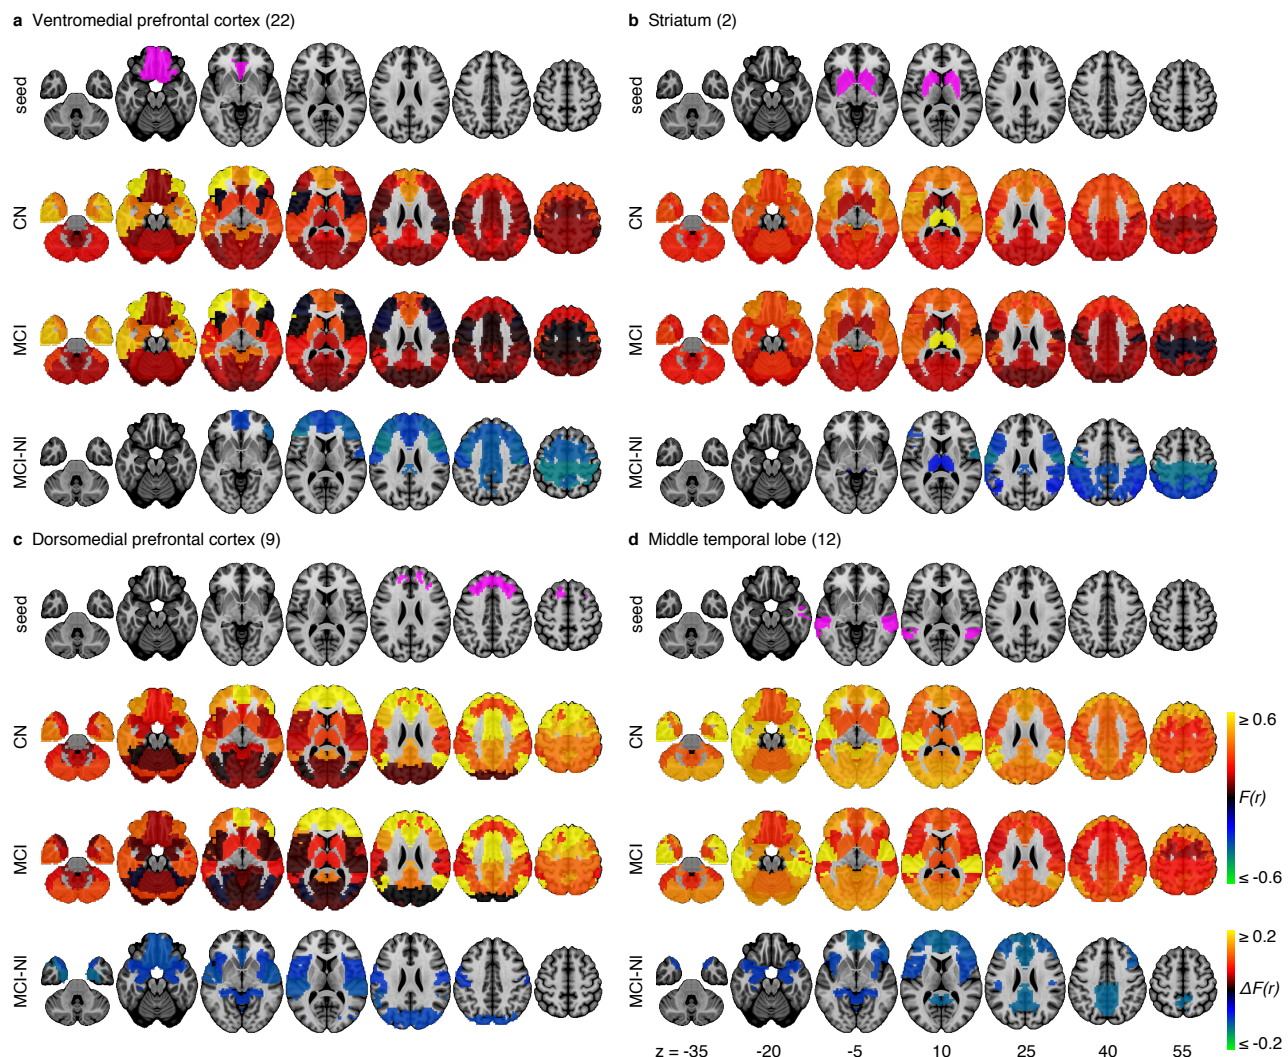 a Ventromedial prefrontal cortex (22)
b Striatum (2)
seed
seed
CN
CN
MCI
MCI
MCI-NI
MCI-NI
c Dorsomedial prefrontal cortex (9)
d Middle temporal lobe (12)
seed
seed
CN
CN
≥ 0.6
F(r)
≤ -0.6
MCI
MCI
MCI-NI
MCI-NI
≥ 0.2
ΔF(r)
≤ -0.2
z = -35 -20 -5 10 25 40 55